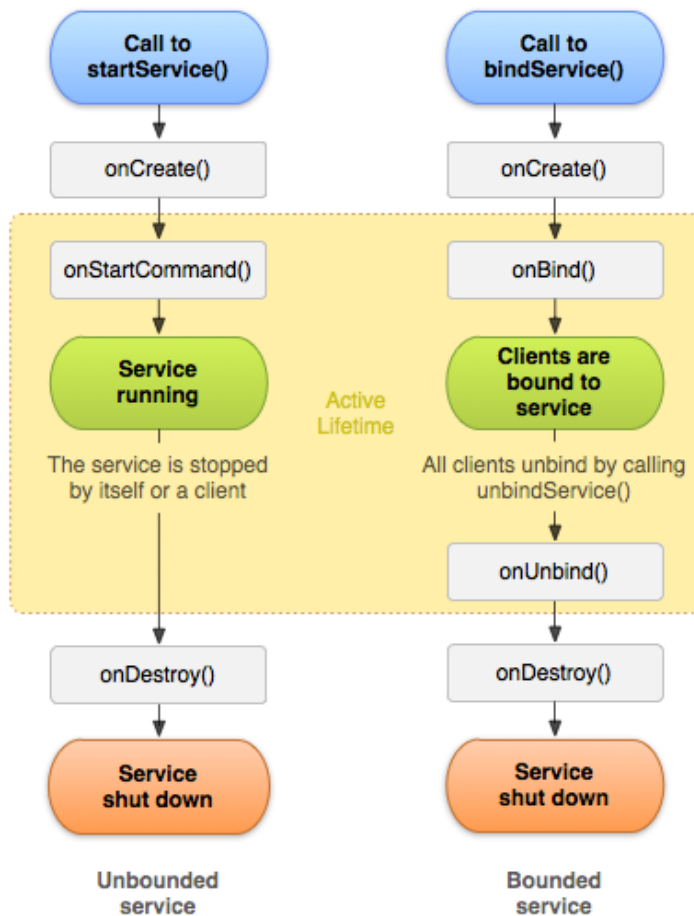 Call to
startService()
onCreate()
onStartCommand()
Service
running
The service is stopped
by itself or a client
onDestroy()
Service
shut down
Unbounded
service
Active
Lifetime
Call to
bindService()
onCreate()
onBind()
Clients are
bound to
service
All clients unbind by calling
unbindService()
onUnbind()
onDestroy()
Service
shut down
Bounded
service